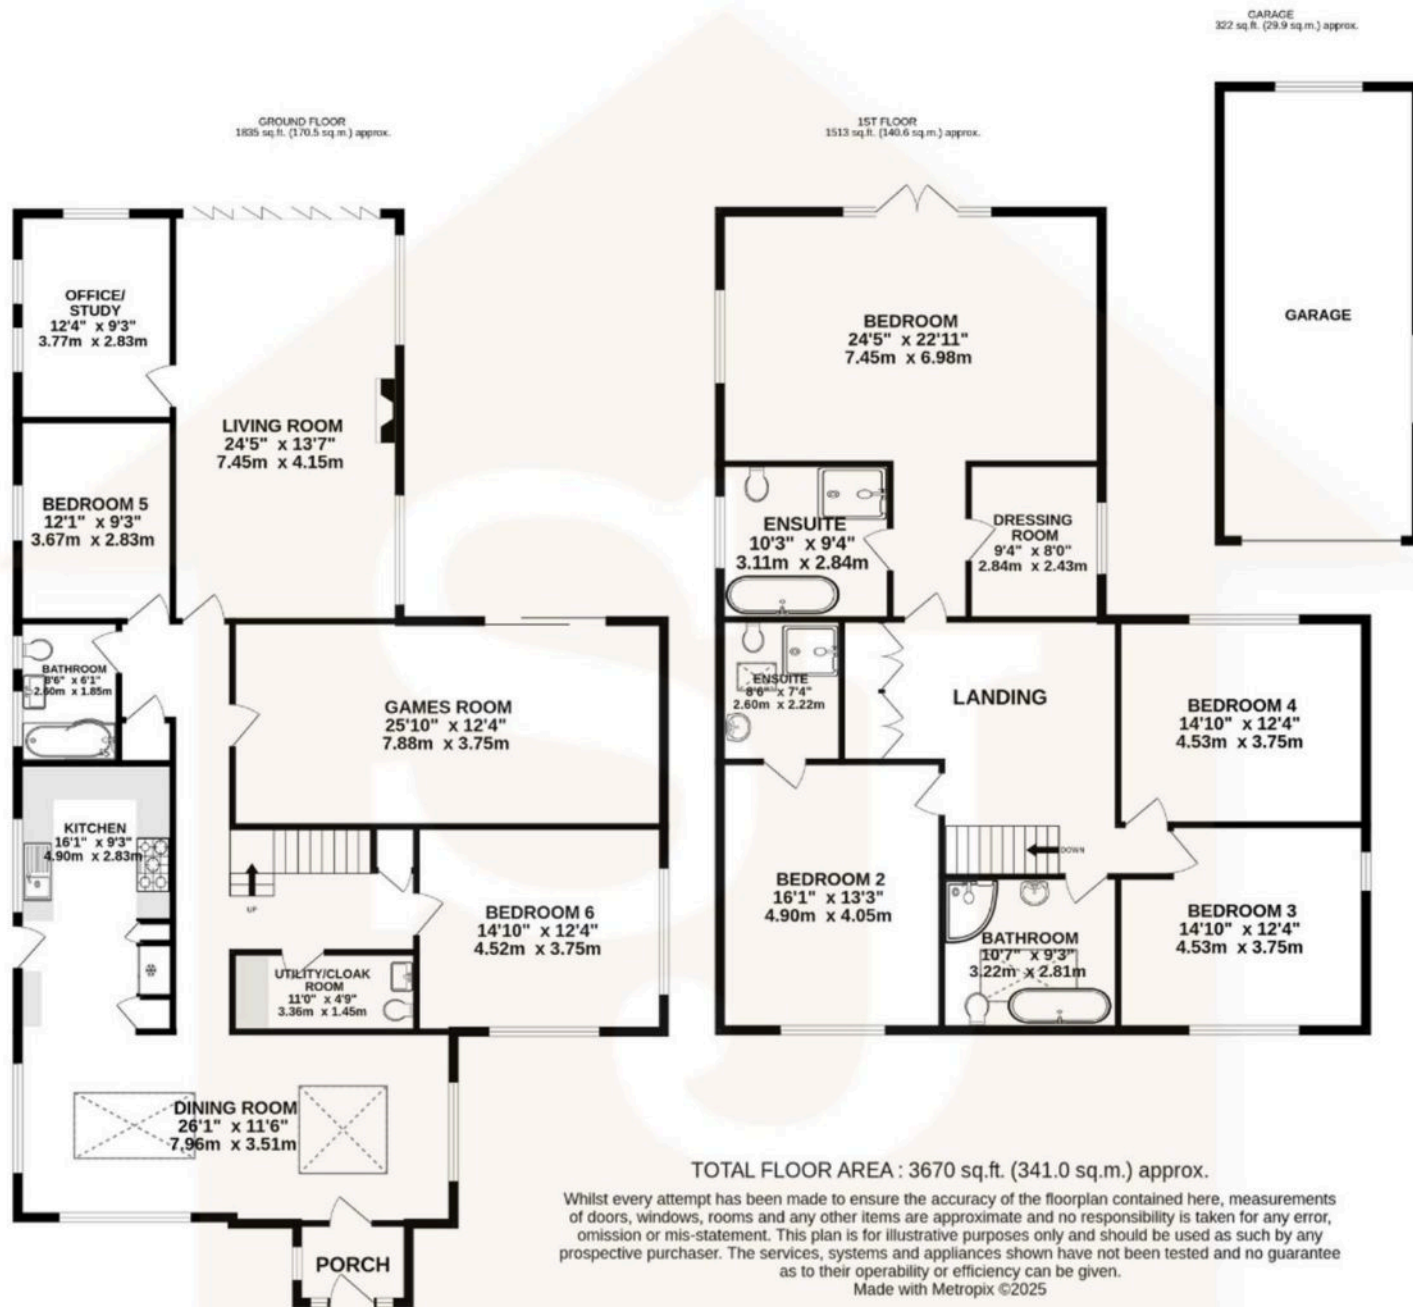 GARAGE
322 sq.ft. (29.9 sq.m.) approx.
GROUND FLOOR
1835 sq.ft. (170.5 sq.m.) approx.
1ST FLOOR
1513 sq.ft. (140.6 sq.m.) approx.
OFFICE/
STUDY
12'4" x 9'3"
3.77m x 2.83m
LIVING ROOM
24'5" x 13'7"
7.45m x 4.15m
BEDROOM 5
12'1" x 9'3"
3.67m x 2.83m
BATHROOM
8'6" x 6'1"
2.60m x 1.85m
GAMES ROOM
25'10" x 12'4"
7.88m x 3.75m
KITCHEN
16'1" x 9'3"
4.90m x 2.83m
UP
BEDROOM 6
14'10" x 12'4"
4.52m x 3.75m
UTILITY/CLOAK
ROOM
11'0" x 4'9"
3.36m x 1.45m
DINING ROOM
26'1" x 11'6"
7.96m x 3.51m
PORCH
BEDROOM
24'5" x 22'11"
7.45m x 6.98m
ENSUITE
10'3" x 9'4"
3.11m x 2.84m
DRESSING
ROOM
9'4" x 8'0"
2.84m x 2.43m
ENSUITE
8'6" x 7'4"
2.60m x 2.22m
LANDING
BEDROOM 4
14'10" x 12'4"
4.53m x 3.75m
DOWN
BEDROOM 2
16'1" x 13'3"
4.90m x 4.05m
BATHROOM
10'7" x 9'3"
3.22m x 2.81m
BEDROOM 3
14'10" x 12'4"
4.53m x 3.75m
GARAGE
sj
TOTAL FLOOR AREA : 3670 sq.ft. (341.0 sq.m.) approx.
Whilst every attempt has been made to ensure the accuracy of the floorplan contained here, measurements
of doors, windows, rooms and any other items are approximate and no responsibility is taken for any error,
omission or mis-statement. This plan is for illustrative purposes only and should be used as such by any
prospective purchaser. The services, systems and appliances shown have not been tested and no guarantee
as to their operability or efficiency can be given.
Made with Metropix ©2025